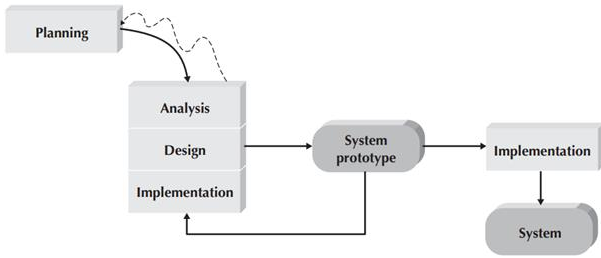 Planning
Analysis
Design
Implementation
System
prototype
Implementation
System